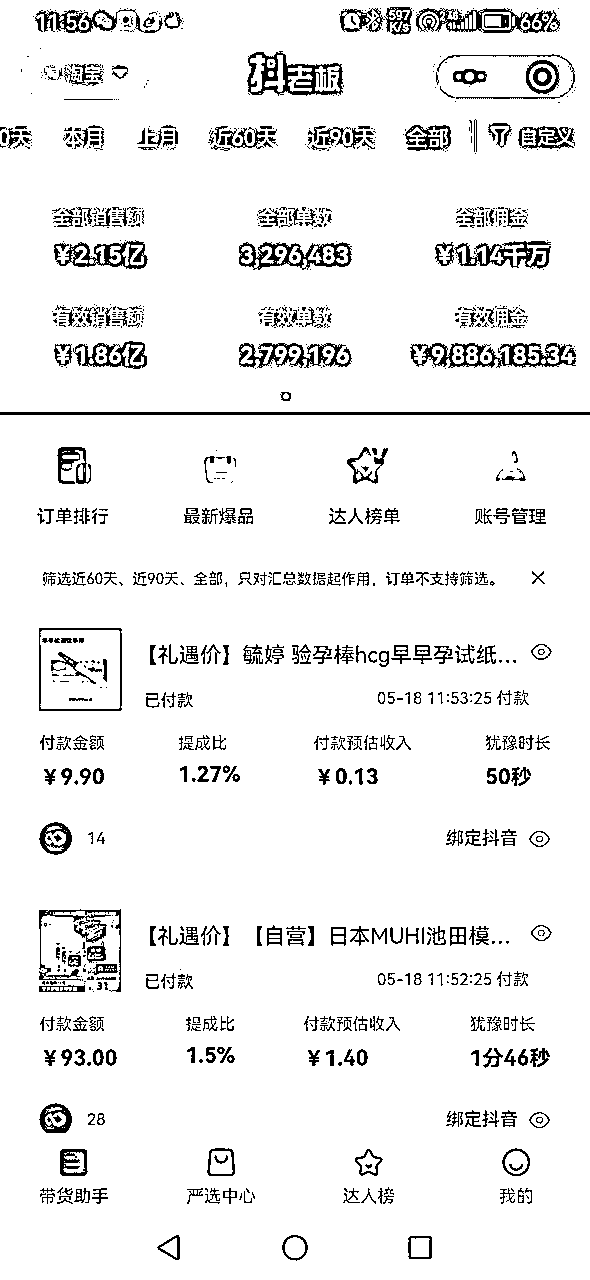 11:56 66%
淘宝 抖老板
0天 本月 上月 近60天 近90天 全部 自定义
全部销售额 全部单数 全部佣金
¥2.15亿 3,296,483 ¥1.14千万
有效销售额 有效单数 有效佣金
¥1.86亿 2,799,196 ¥9,886,185.34
订单排行 最新爆品 达人榜单 账号管理
筛选近60天、近90天、全部，只对汇总数据起作用，订单不支持筛选。
【礼遇价】毓婷 验孕棒hcg早早孕试纸...
已付款 05-18 11:53:25 付款
付款金额 提成比 付款预估收入 犹豫时长
¥9.90 1.27% ¥0.13 50秒
14 绑定抖音
【礼遇价】【自营】日本MUHI池田模...
已付款 05-18 11:52:25 付款
付款金额 提成比 付款预估收入 犹豫时长
¥93.00 1.5% ¥1.40 1分46秒
28 绑定抖音
带货助手 严选中心 达人榜 我的